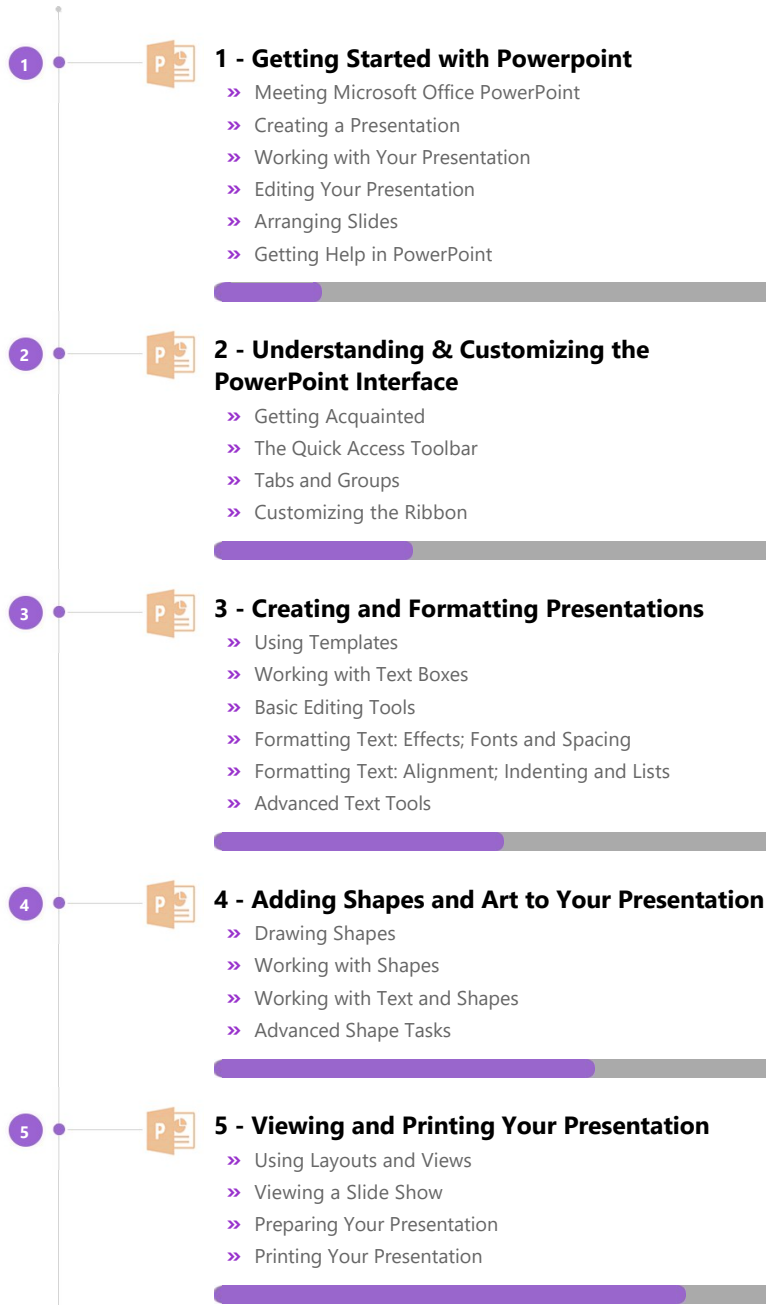 1
P
1 - Getting Started with Powerpoint
» Meeting Microsoft Office PowerPoint
» Creating a Presentation
» Working with Your Presentation
» Editing Your Presentation
» Arranging Slides
» Getting Help in PowerPoint
2
P
2 - Understanding & Customizing the
PowerPoint Interface
» Getting Acquainted
» The Quick Access Toolbar
» Tabs and Groups
» Customizing the Ribbon
3
P
3 - Creating and Formatting Presentations
» Using Templates
» Working with Text Boxes
» Basic Editing Tools
» Formatting Text: Effects; Fonts and Spacing
» Formatting Text: Alignment; Indenting and Lists
» Advanced Text Tools
4
P
4 - Adding Shapes and Art to Your Presentation
» Drawing Shapes
» Working with Shapes
» Working with Text and Shapes
» Advanced Shape Tasks
5
P
5 - Viewing and Printing Your Presentation
» Using Layouts and Views
» Viewing a Slide Show
» Preparing Your Presentation
» Printing Your Presentation